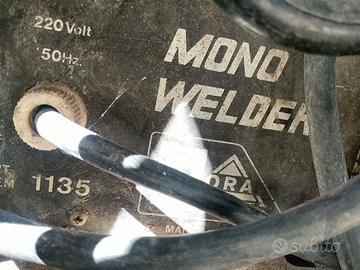 220 Volt
50Hz.
MONO
WELDER
1135
subito